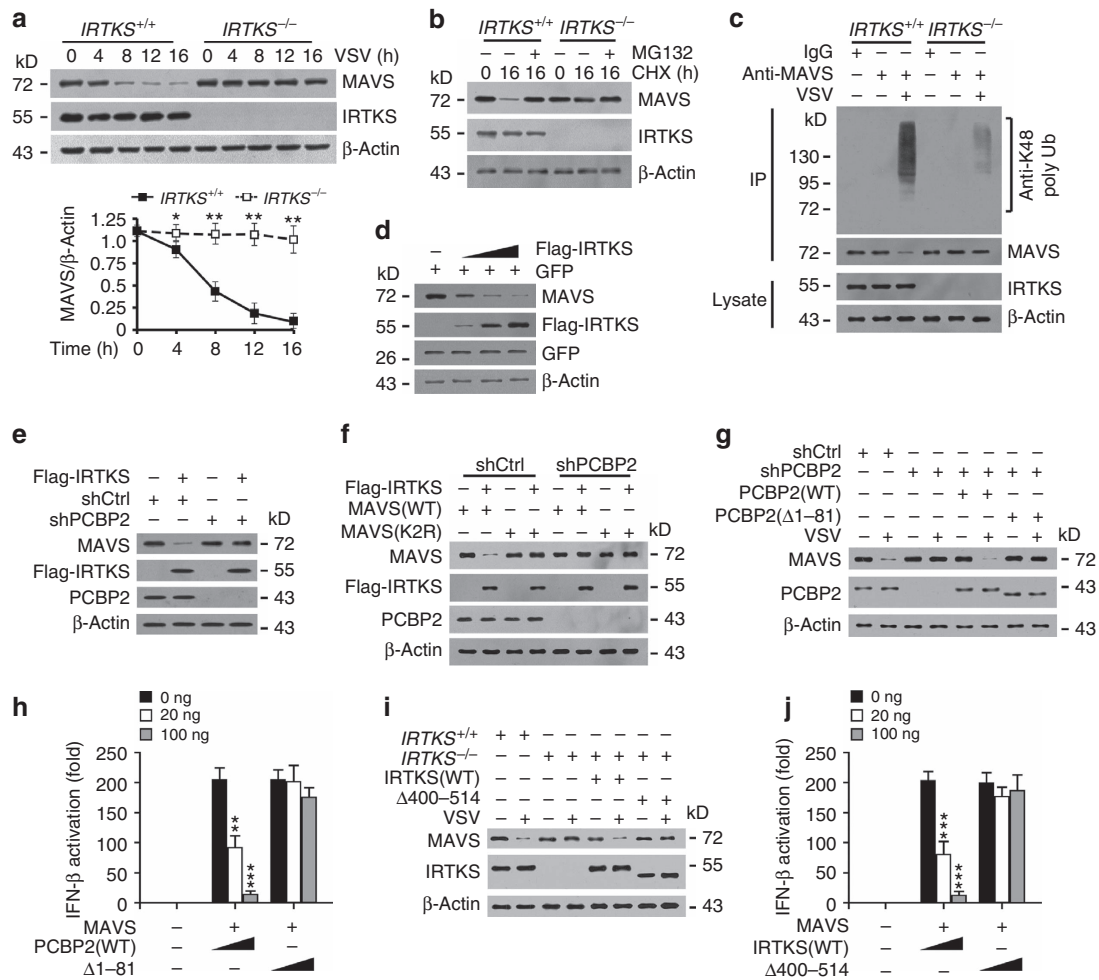 a
IRTKS+/+ IRTKS–/–
0 4 8 12 16 0 4 8 12 16 VSV (h)
kD
72 MAVS
55 IRTKS
43 β-Actin
IRTKS+/+ IRTKS–/–
MAVS/β-Actin
1.25
1.0
0.75
0.5
0.25
0
* ** ** **
Time (h) 0 4 8 12 16
b
IRTKS+/+ IRTKS–/–
– – + – – + MG132
kD 0 16 16 0 16 16 CHX (h)
72 MAVS
55 IRTKS
43 β-Actin
c
IRTKS+/+ IRTKS–/–
IgG + – – + – –
Anti-MAVS – + + – + +
VSV – – + – – +
kD
130
95
72
IP
Anti-K48 poly Ub
72 MAVS
Lysate
55 IRTKS
43 β-Actin
d
– Flag-IRTKS
kD + + + + GFP
72 MAVS
55 Flag-IRTKS
26 GFP
43 β-Actin
e
Flag-IRTKS – + – +
shCtrl + + – –
shPCBP2 – – + + kD
MAVS 72
Flag-IRTKS 55
PCBP2 43
β-Actin 43
f
shCtrl shPCBP2
Flag-IRTKS – + – + – + – +
MAVS(WT) + + – – + + – –
MAVS(K2R) – – + + – – + + kD
MAVS 72
Flag-IRTKS 55
PCBP2 43
β-Actin 43
g
shCtrl + + – – – – – –
shPCBP2 – – + + + + + +
PCBP2(WT) – – – – + + – –
PCBP2(Δ1–81) – – – – – – + +
VSV – + – + – + – + kD
MAVS 72
PCBP2 43
β-Actin 43
h
0 ng
20 ng
100 ng
IFN-β activation (fold)
250
200
150
100
50
0
** ***
MAVS – + +
PCBP2(WT) – –
Δ1–81 – –
i
IRTKS+/+ + + – – – – – –
IRTKS–/– – – + + + + + +
IRTKS(WT) – – – – + + – –
Δ400–514 – – – – – – + +
VSV – + – + – + – + kD
MAVS 72
IRTKS 55
β-Actin 43
j
0 ng
20 ng
100 ng
IFN-β activation (fold)
250
200
150
100
50
0
*** ***
MAVS – + +
IRTKS(WT) – –
Δ400–514 – –